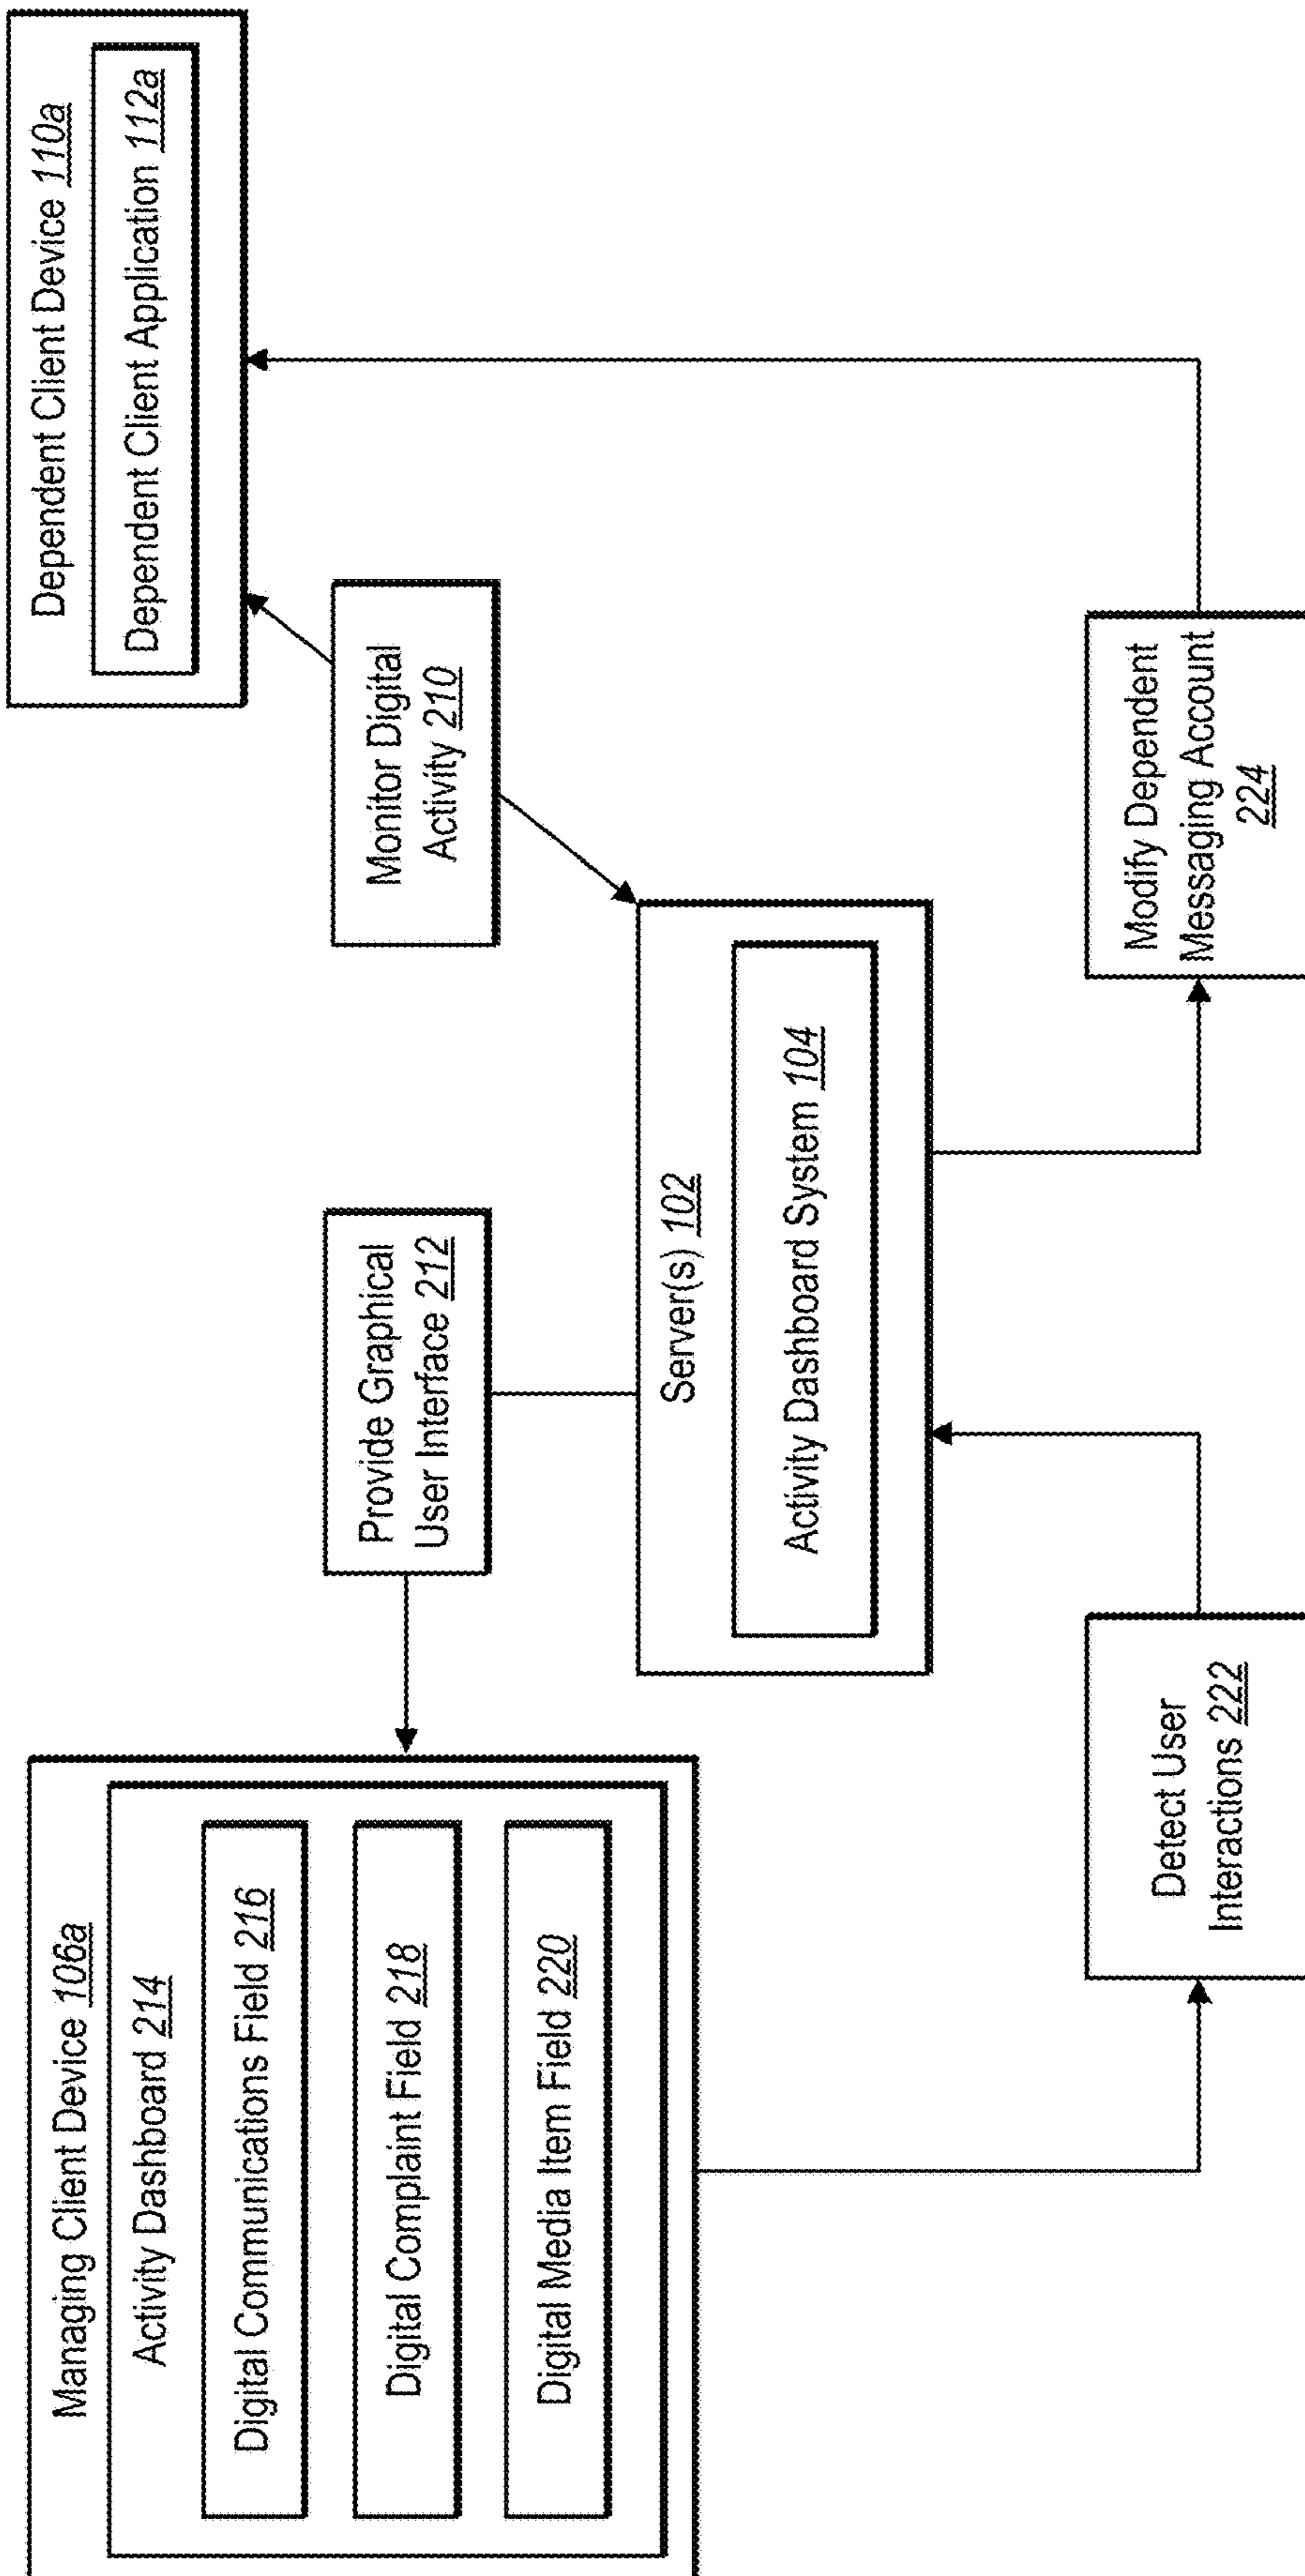 Managing Client Device 106a
Activity Dashboard 214
Digital Communications Field 216
Digital Complaint Field 218
Digital Media Item Field 220
Provide Graphical
User Interface 212
Server(s) 102
Activity Dashboard System 104
Monitor Digital
Activity 210
Dependent Client Device 110a
Dependent Client Application 112a
Detect User
Interactions 222
Modify Dependent
Messaging Account
224